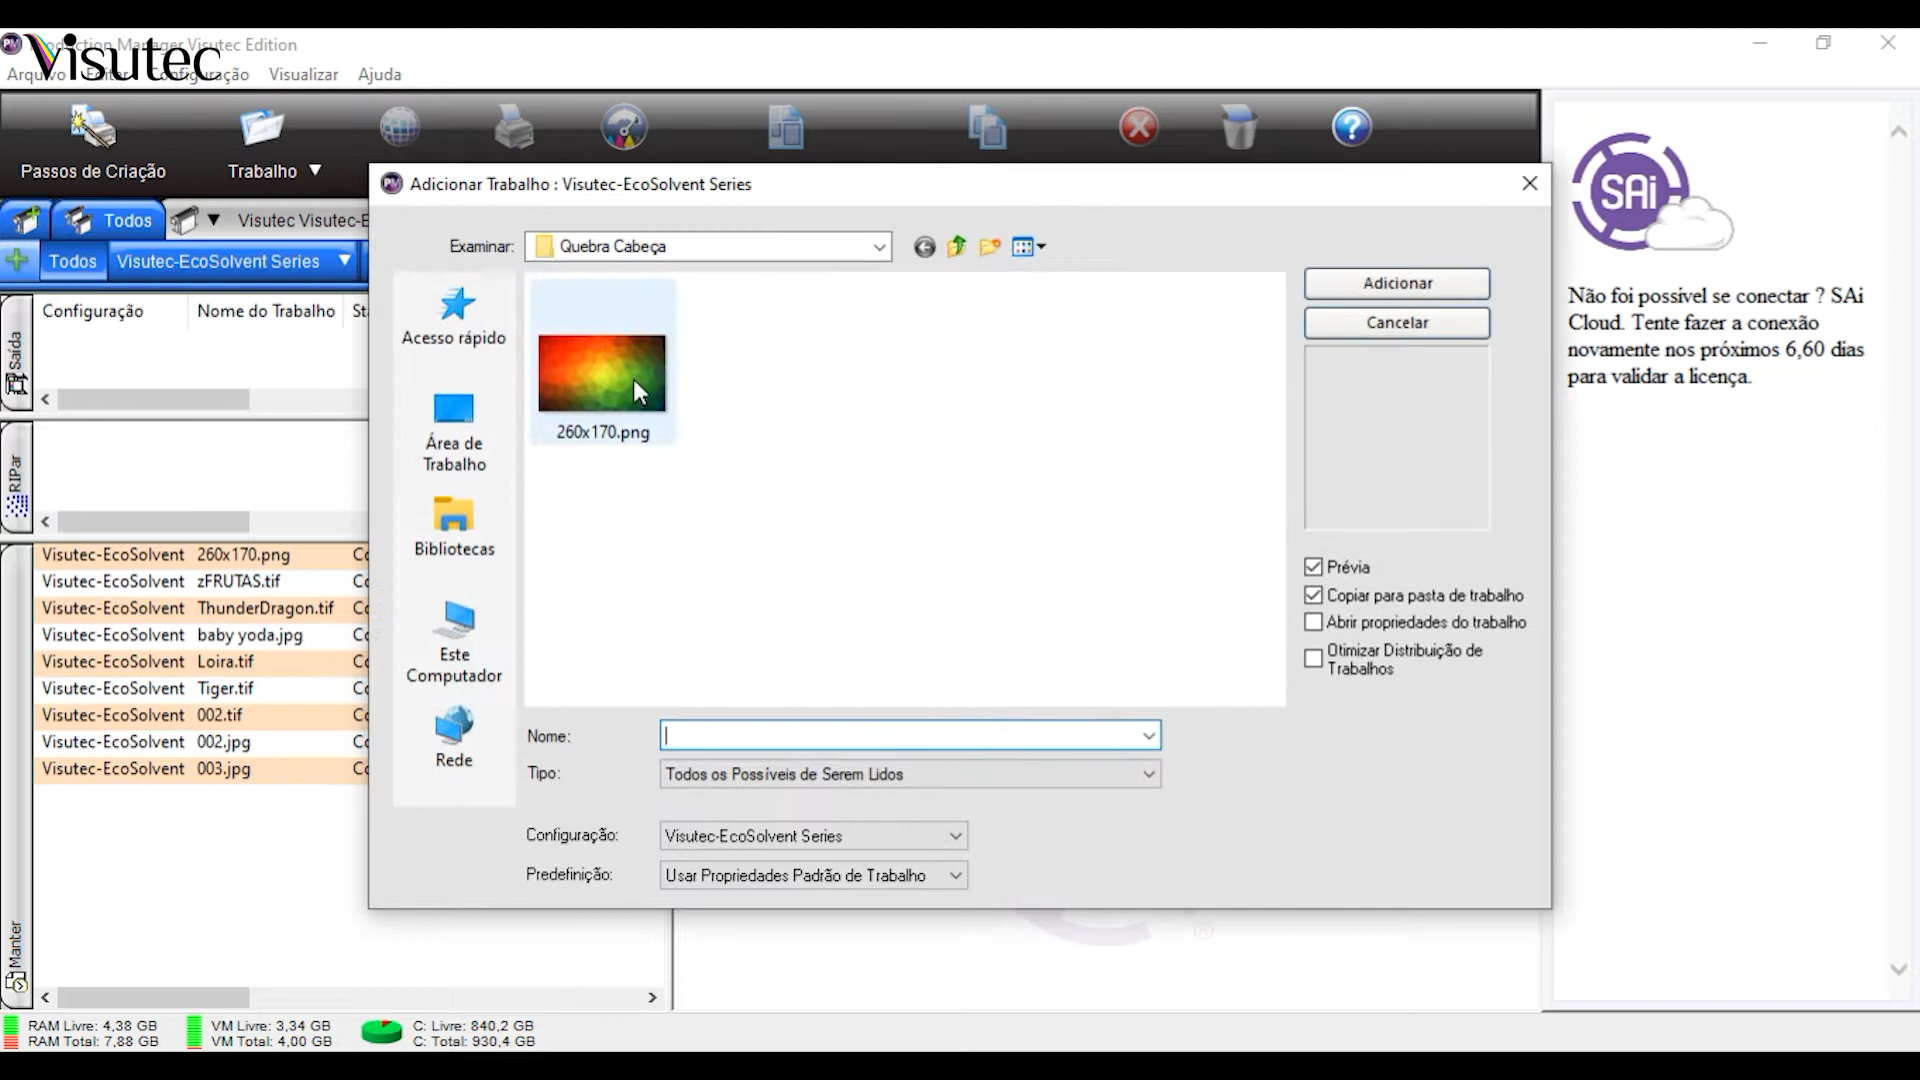 Production Manager Visutec Edition
Visutec
Arquivo Editar Configuração Visualizar Ajuda
Passos de Criação
Trabalho
Todos
Visutec Visutec-E
Todos
Visutec-EcoSolvent Series
Configuração
Nome do Trabalho
Saída
RIPar
Visutec-EcoSolvent 260x170.png
Visutec-EcoSolvent zFRUTAS.tif
Visutec-EcoSolvent ThunderDragon.tif
Visutec-EcoSolvent baby yoda.jpg
Visutec-EcoSolvent Loira.tif
Visutec-EcoSolvent Tiger.tif
Visutec-EcoSolvent 002.tif
Visutec-EcoSolvent 002.jpg
Visutec-EcoSolvent 003.jpg
Manter
Adicionar Trabalho : Visutec-EcoSolvent Series
Examinar:
Quebra Cabeça
Acesso rápido
Área de
Trabalho
Bibliotecas
Este
Computador
Rede
260x170.png
Adicionar
Cancelar
Prévia
Copiar para pasta de trabalho
Abrir propriedades do trabalho
Otimizar Distribuição de
Trabalhos
Nome:
Tipo:
Todos os Possíveis de Serem Lidos
Configuração:
Visutec-EcoSolvent Series
Predefinição:
Usar Propriedades Padrão de Trabalho
SAi
Não foi possível se conectar ? SAi
Cloud. Tente fazer a conexão
novamente nos próximos 6,60 dias
para validar a licença.
RAM Livre: 4,38 GB
RAM Total: 7,88 GB
VM Livre: 3,34 GB
VM Total: 4,00 GB
C: Livre: 840,2 GB
C: Total: 930,4 GB